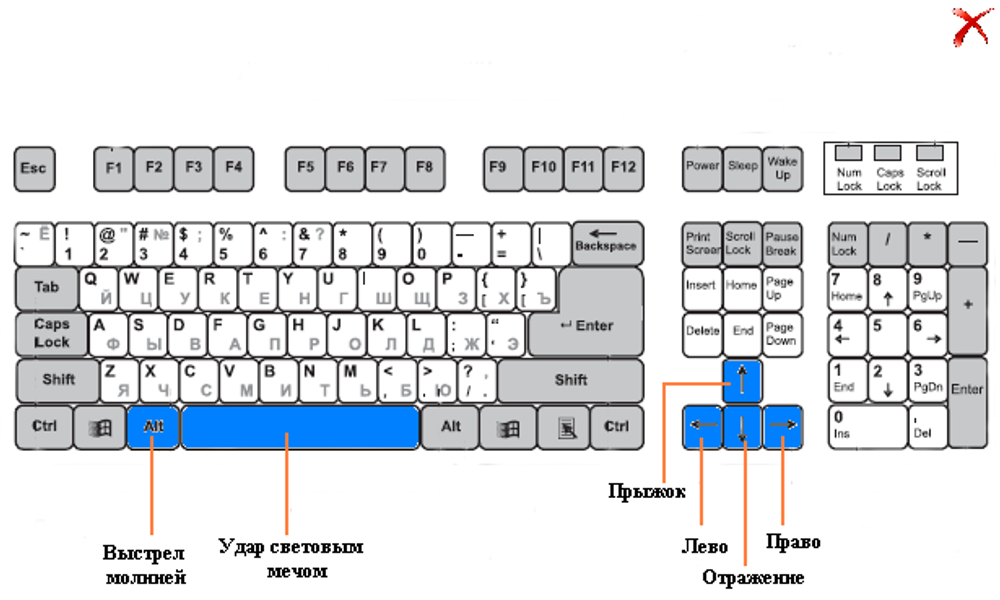 Esc F1 F2 F3 F4 F5 F6 F7 F8 F9 F10 F11 F12 Power Sleep Wake Up
Num Lock Caps Lock Scroll Lock
~ Ё ! 1 @ " 2 # № 3 $ ; 4 % 5 ^ : 6 & ? 7 * 8 ( 9 ) 0 — - + = | \ Backspace
Print Screen Scroll Lock Pause Break Num Lock / * —
Tab Q Й W Ц E У R К T Е Y Н U Г I Ш O Щ P З { [ Х } [ Ъ
Insert Home Page Up 7 Home 8 9 PgUp +
Caps Lock A Ф S Ы D В F А G П H Р J О K Л L Д : ; Ж “ ‘ Э Enter
Delete End Page Down 4 5 6
Shift Z Я X Ч C С V М B И N Т M Ь < , Б > . Ю ? , / . Shift
1 End 2 3 PgDn Enter
Ctrl Alt Alt Ctrl 0 Ins . Del
Прыжок
Лево
Право
Отражение
Выстрел
молнией
Удар световым
мечом